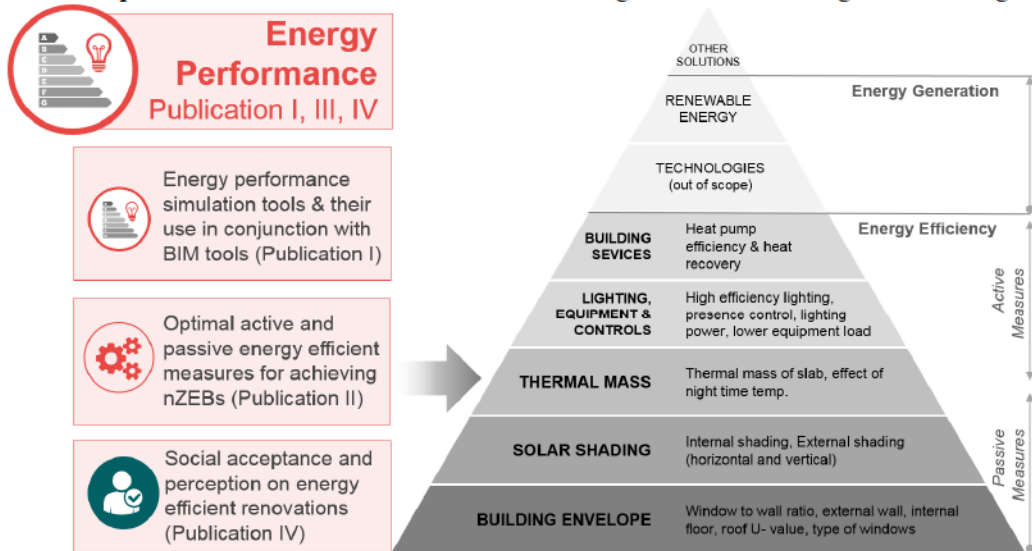 Energy
Performance
Publication I, III, IV
A
B
C
D
E
F
G
Energy performance
simulation tools & their
use in conjunction with
BIM tools (Publication I)
Optimal active and
passive energy efficient
measures for achieving
nZEBs (Publication II)
Social acceptance and
perception on energy
efficient renovations
(Publication IV)
OTHER
SOLUTIONS
RENEWABLE
ENERGY
TECHNOLOGIES
(out of scope)
BUILDING
SEVICES
Heat pump
efficiency & heat
recovery
LIGHTING,
EQUIPMENT &
CONTROLS
High efficiency lighting,
presence control, lighting
power, lower equipment load
THERMAL MASS
Thermal mass of slab, effect of
night time temp.
SOLAR SHADING
Internal shading, External shading
(horizontal and vertical)
BUILDING ENVELOPE
Window to wall ratio, external wall, internal
floor, roof U- value, type of windows
Energy Generation
Energy Efficiency
Active
Measures
Passive
Measures